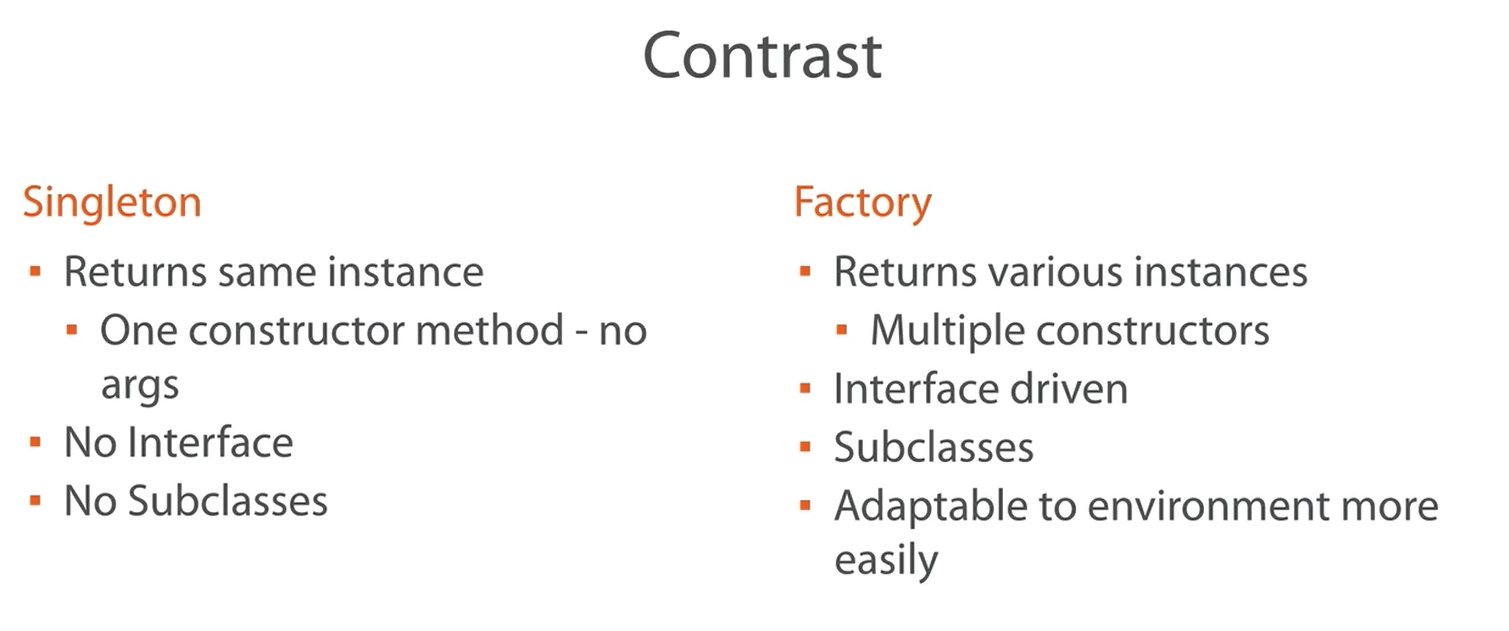 Contrast
Singleton
Returns same instance
One constructor method - no
args
No Interface
No Subclasses
Factory
Returns various instances
Multiple constructors
Interface driven
Subclasses
Adaptable to environment more
easily